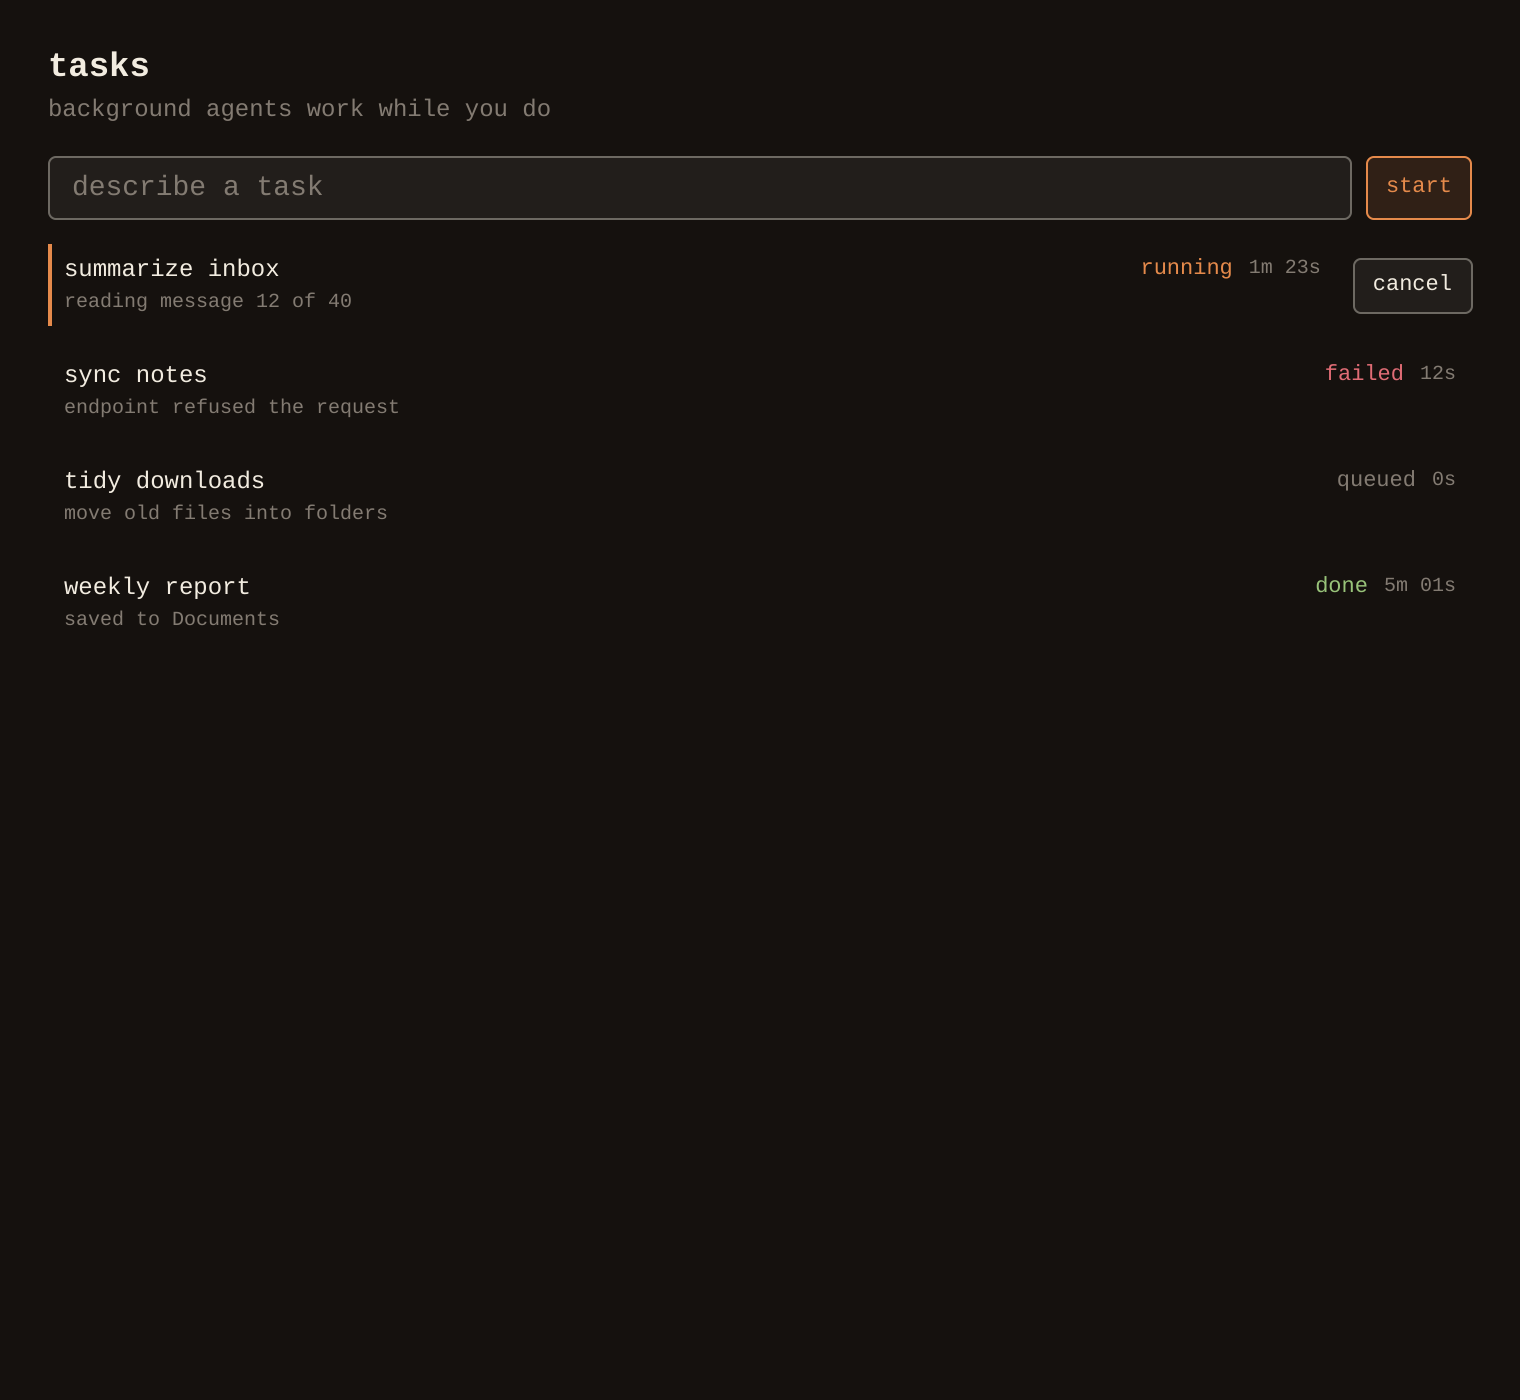 tasks
background agents work while you do
describe a task start
summarize inbox running 1m 23s cancel
reading message 12 of 40
sync notes failed 12s
endpoint refused the request
tidy downloads queued 0s
move old files into folders
weekly report done 5m 01s
saved to Documents